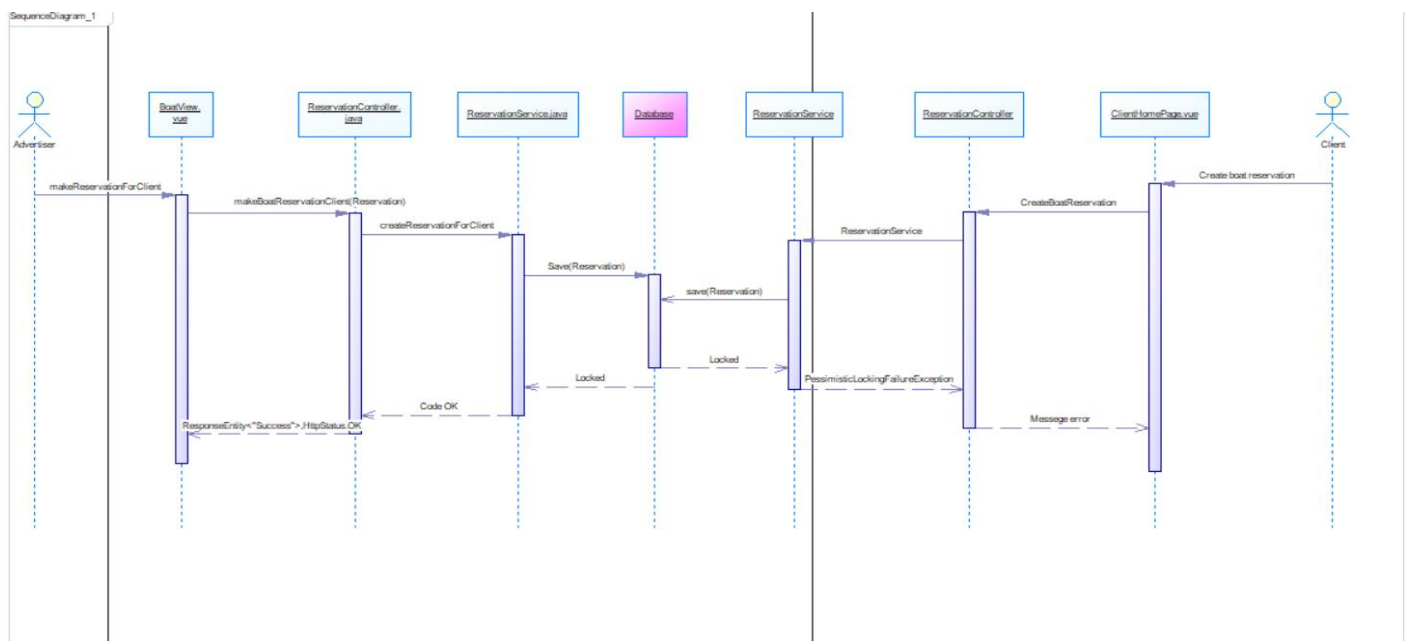 SequenceDiagram_1
BoatView.
vue
ReservationController.
java
ReservationService.java
Database
ReservationService
ReservationController
ClientHomePage.vue
Advertiser
Client
Create boat reservation
makeReservationForClient
makeBoatReservationClient(Reservation)
CreateBoatReservation
createReservationForClient
ReservationService
Save(Reservation)
save(Reservation)
Locked
Locked
PessimisticLockingFailureException
Code OK
Messege error
ResponseEntity<"Success">,HttpStatus.OK